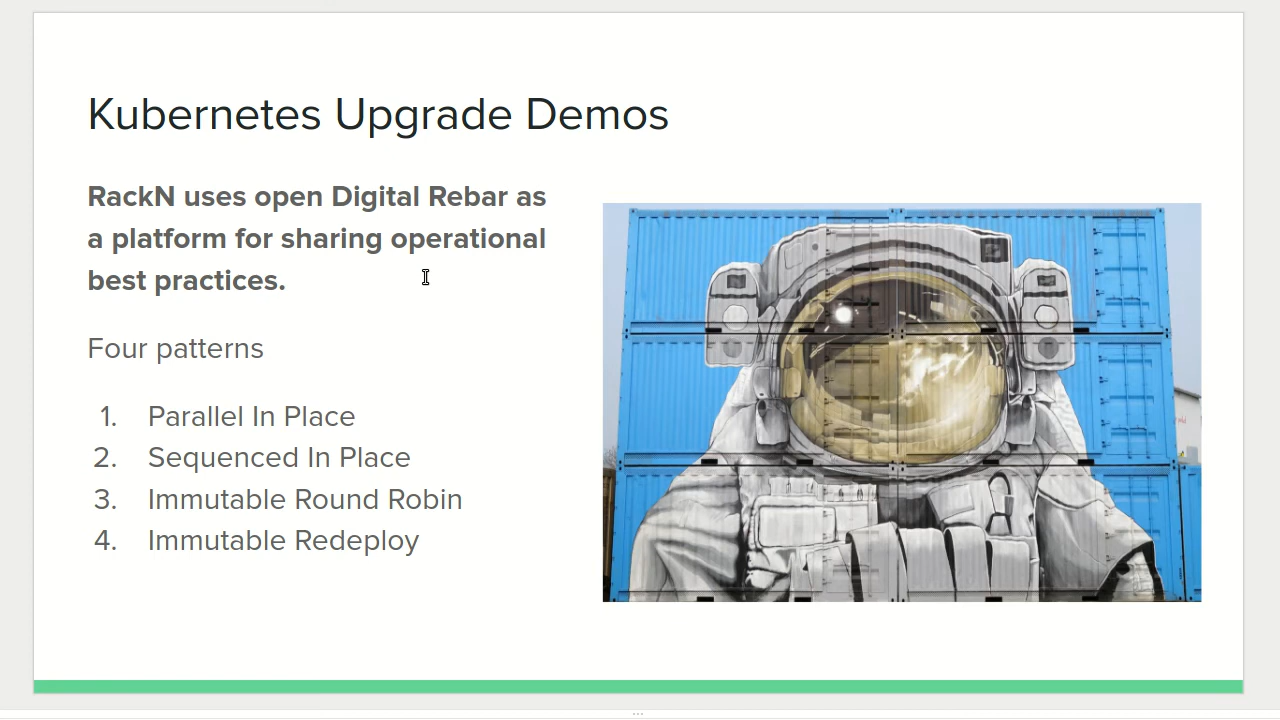 Kubernetes Upgrade Demos
RackN uses open Digital Rebar as
a platform for sharing operational
best practices.
Four patterns
1. Parallel In Place
2. Sequenced In Place
3. Immutable Round Robin
4. Immutable Redeploy